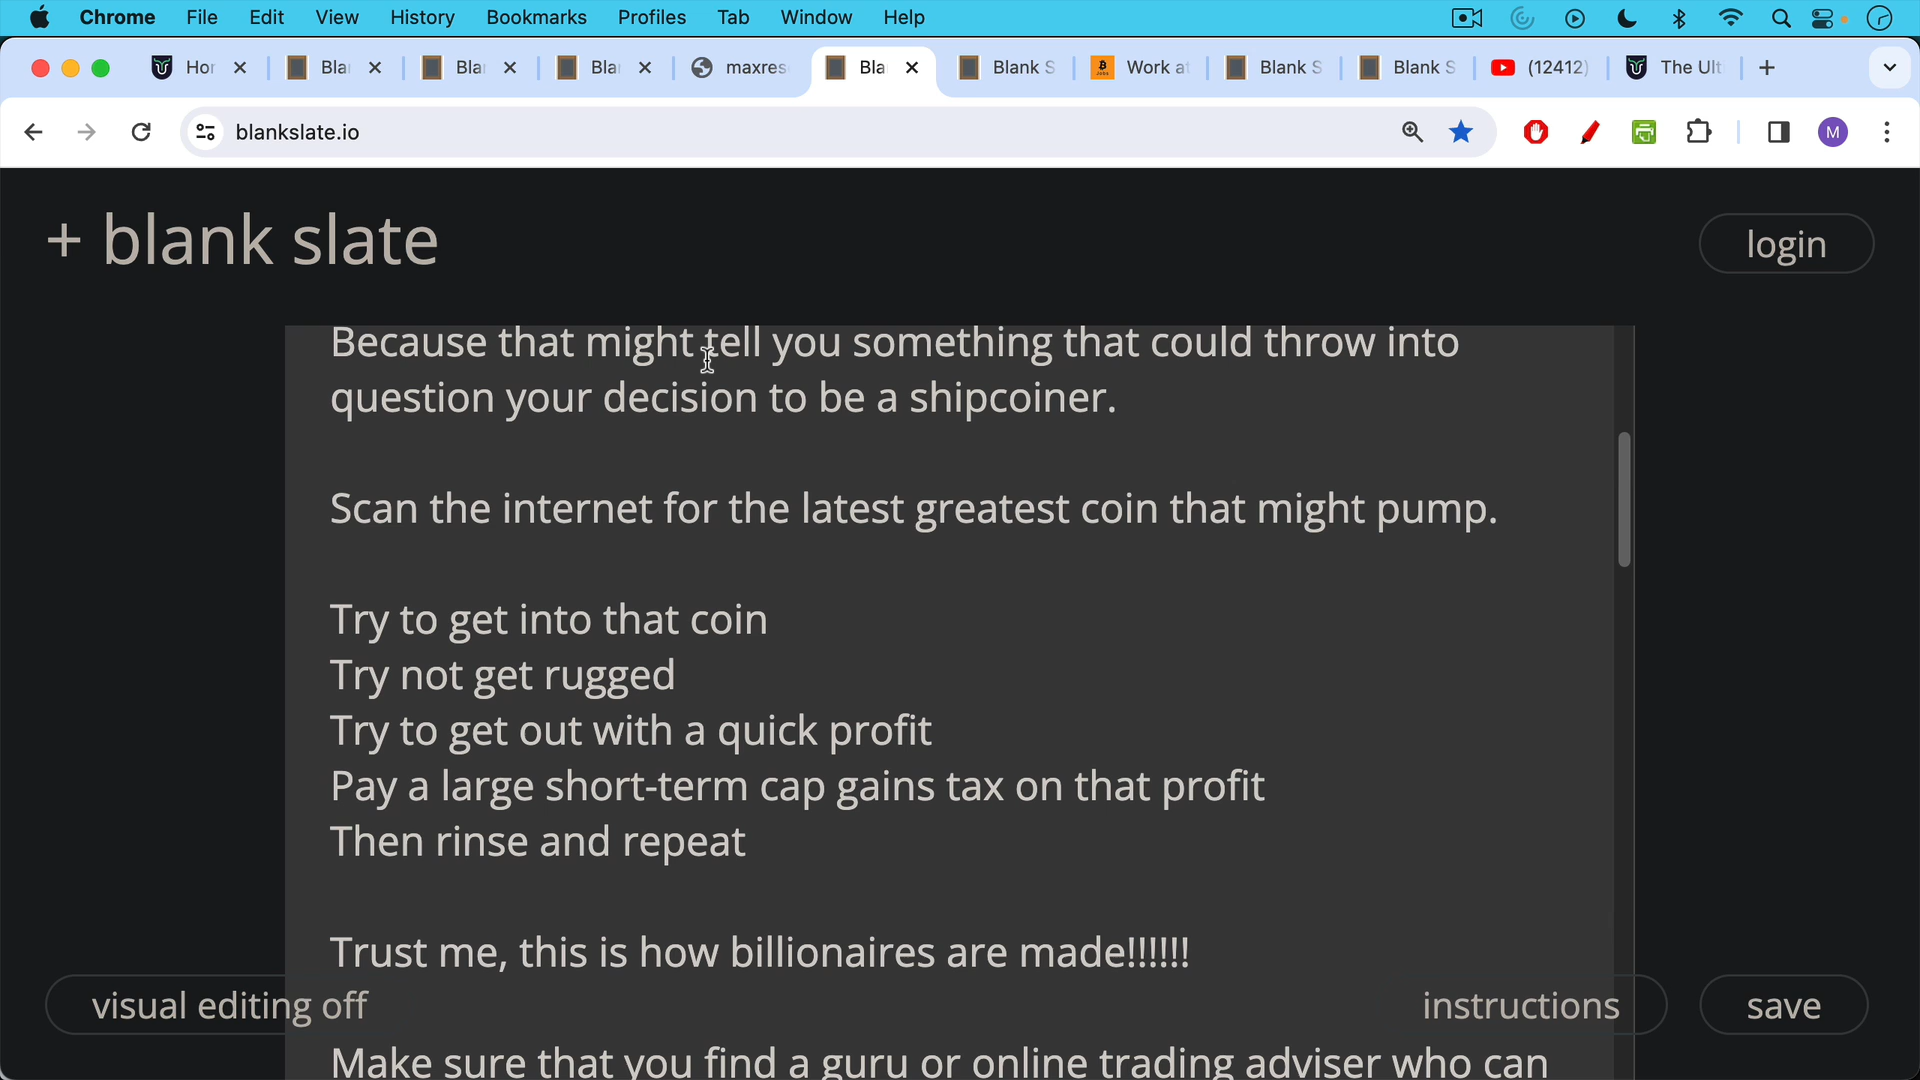 Chrome File Edit View History Bookmarks Profiles Tab Window Help
Hor Bla Bla Bla maxres Bla Blank S Work at Blank S Blank S (12412) The Ult
blankslate.io M
+ blank slate
login
Because that might tell you something that could throw into
question your decision to be a shipcoiner.
Scan the internet for the latest greatest coin that might pump.
Try to get into that coin
Try not get rugged
Try to get out with a quick profit
Pay a large short-term cap gains tax on that profit
Then rinse and repeat
Trust me, this is how billionaires are made!!!!!!
visual editing off
instructions
save
Make sure that you find a guru or online trading adviser who can